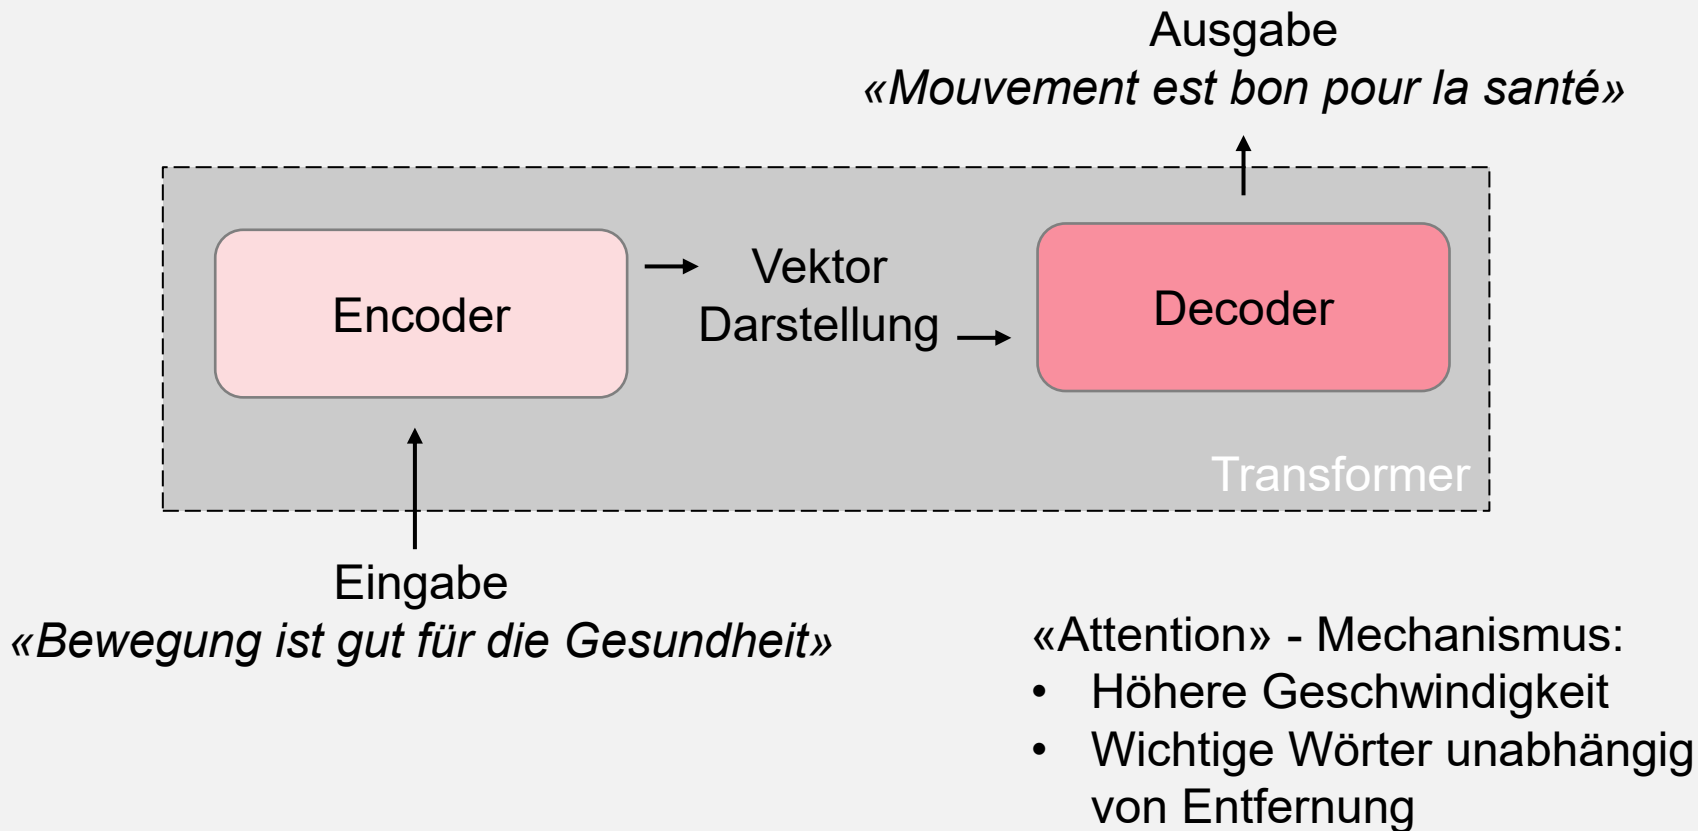 Ausgabe
«Mouvement est bon pour la santé»
Encoder
Vektor
Darstellung
Decoder
Transformer
Eingabe
«Bewegung ist gut für die Gesundheit»
«Attention» - Mechanismus:
• Höhere Geschwindigkeit
• Wichtige Wörter unabhängig
von Entfernung